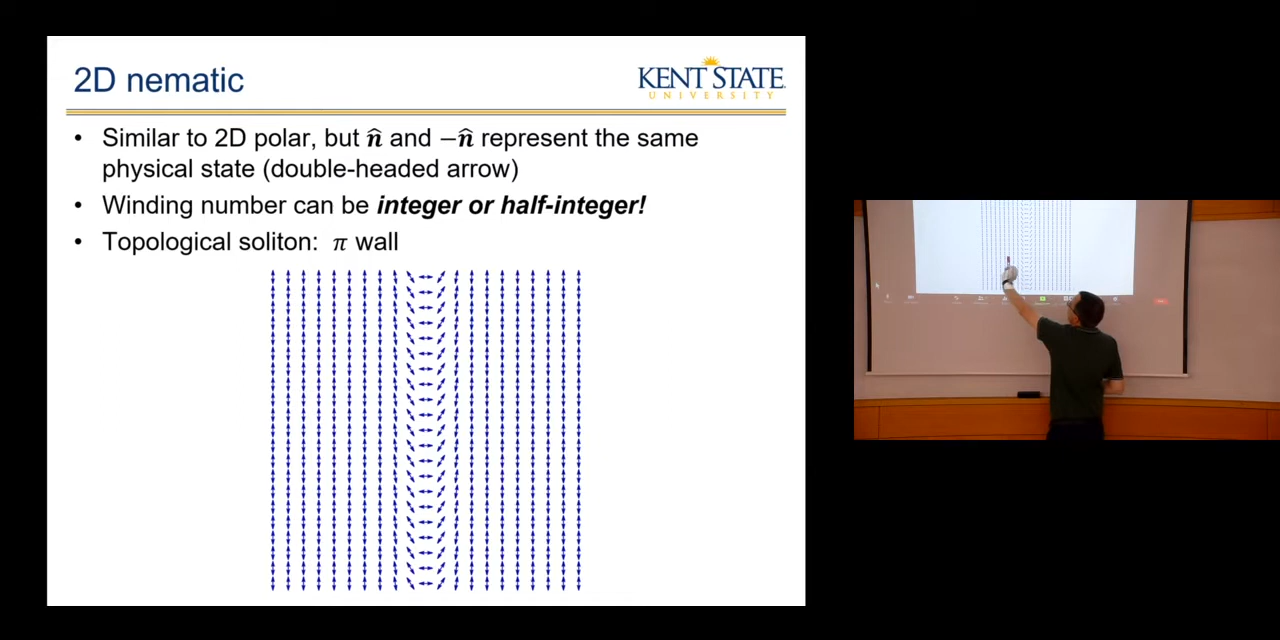 2D nematic
KENT STATE
UNIVERSITY
• Similar to 2D polar, but n̂ and −n̂ represent the same
physical state (double-headed arrow)
• Winding number can be integer or half-integer!
• Topological soliton: π wall